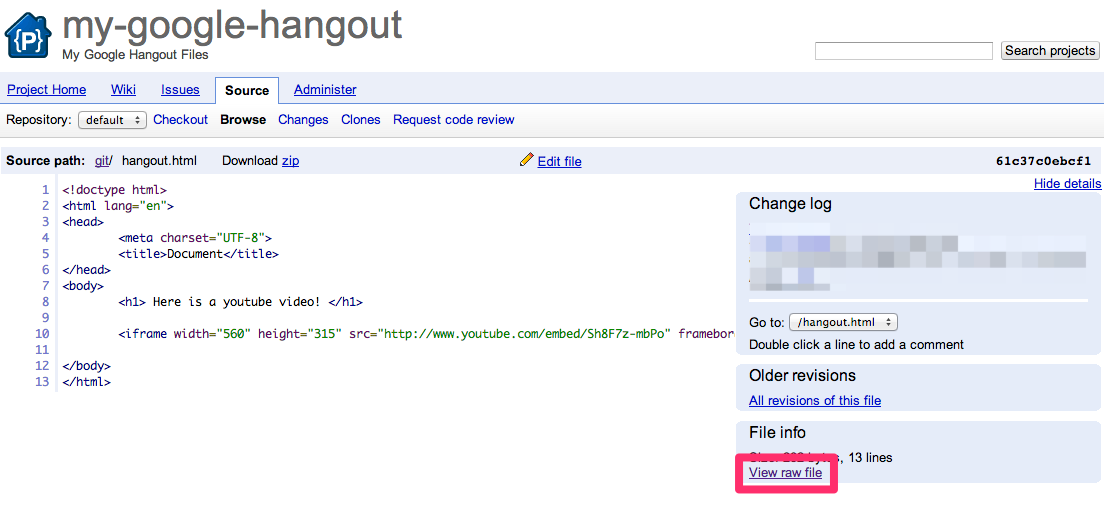 {P}
my-google-hangout
My Google Hangout Files
Search projects
Project Home Wiki Issues Source Administer
Repository: default Checkout Browse Changes Clones Request code review
Source path: git/ hangout.html Download zip Edit file 61c37c0ebcf1
Hide details
1 <!doctype html>
2 <html lang="en">
3 <head>
4 <meta charset="UTF-8">
5 <title>Document</title>
6 </head>
7 <body>
8 <h1> Here is a youtube video! </h1>
9
10 <iframe width="560" height="315" src="http://www.youtube.com/embed/Sh8F7z-mbPo" framebor
11
12 </body>
13 </html>
Change log
Go to: /hangout.html
Double click a line to add a comment
Older revisions
All revisions of this file
File info
Size: bytes, 13 lines
View raw file